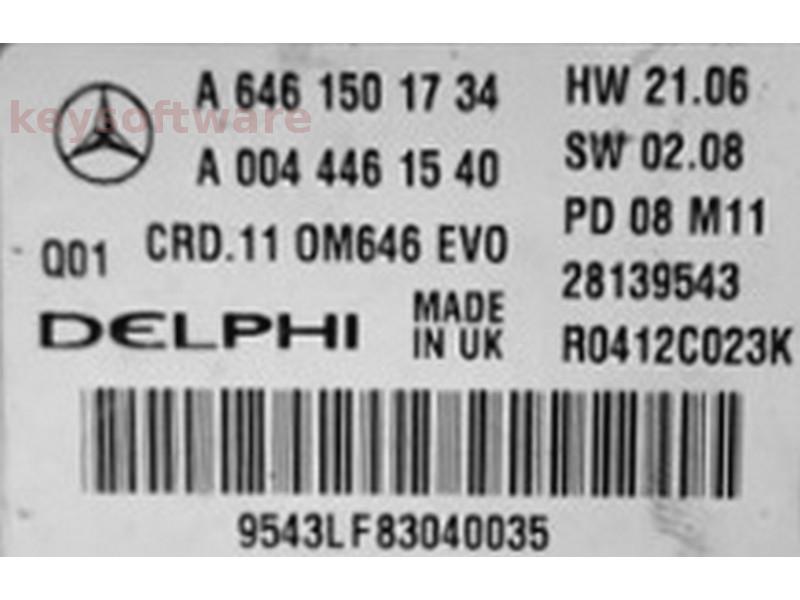 A 646 150 17 34
HW 21.06
keysoftware
A 004 446 15 40
SW 02.08
PD 08 M11
Q01 CRD.11 OM646 EVO
28139543
DELPHI
MADE
IN UK
R0412C023K
9543LF83040035